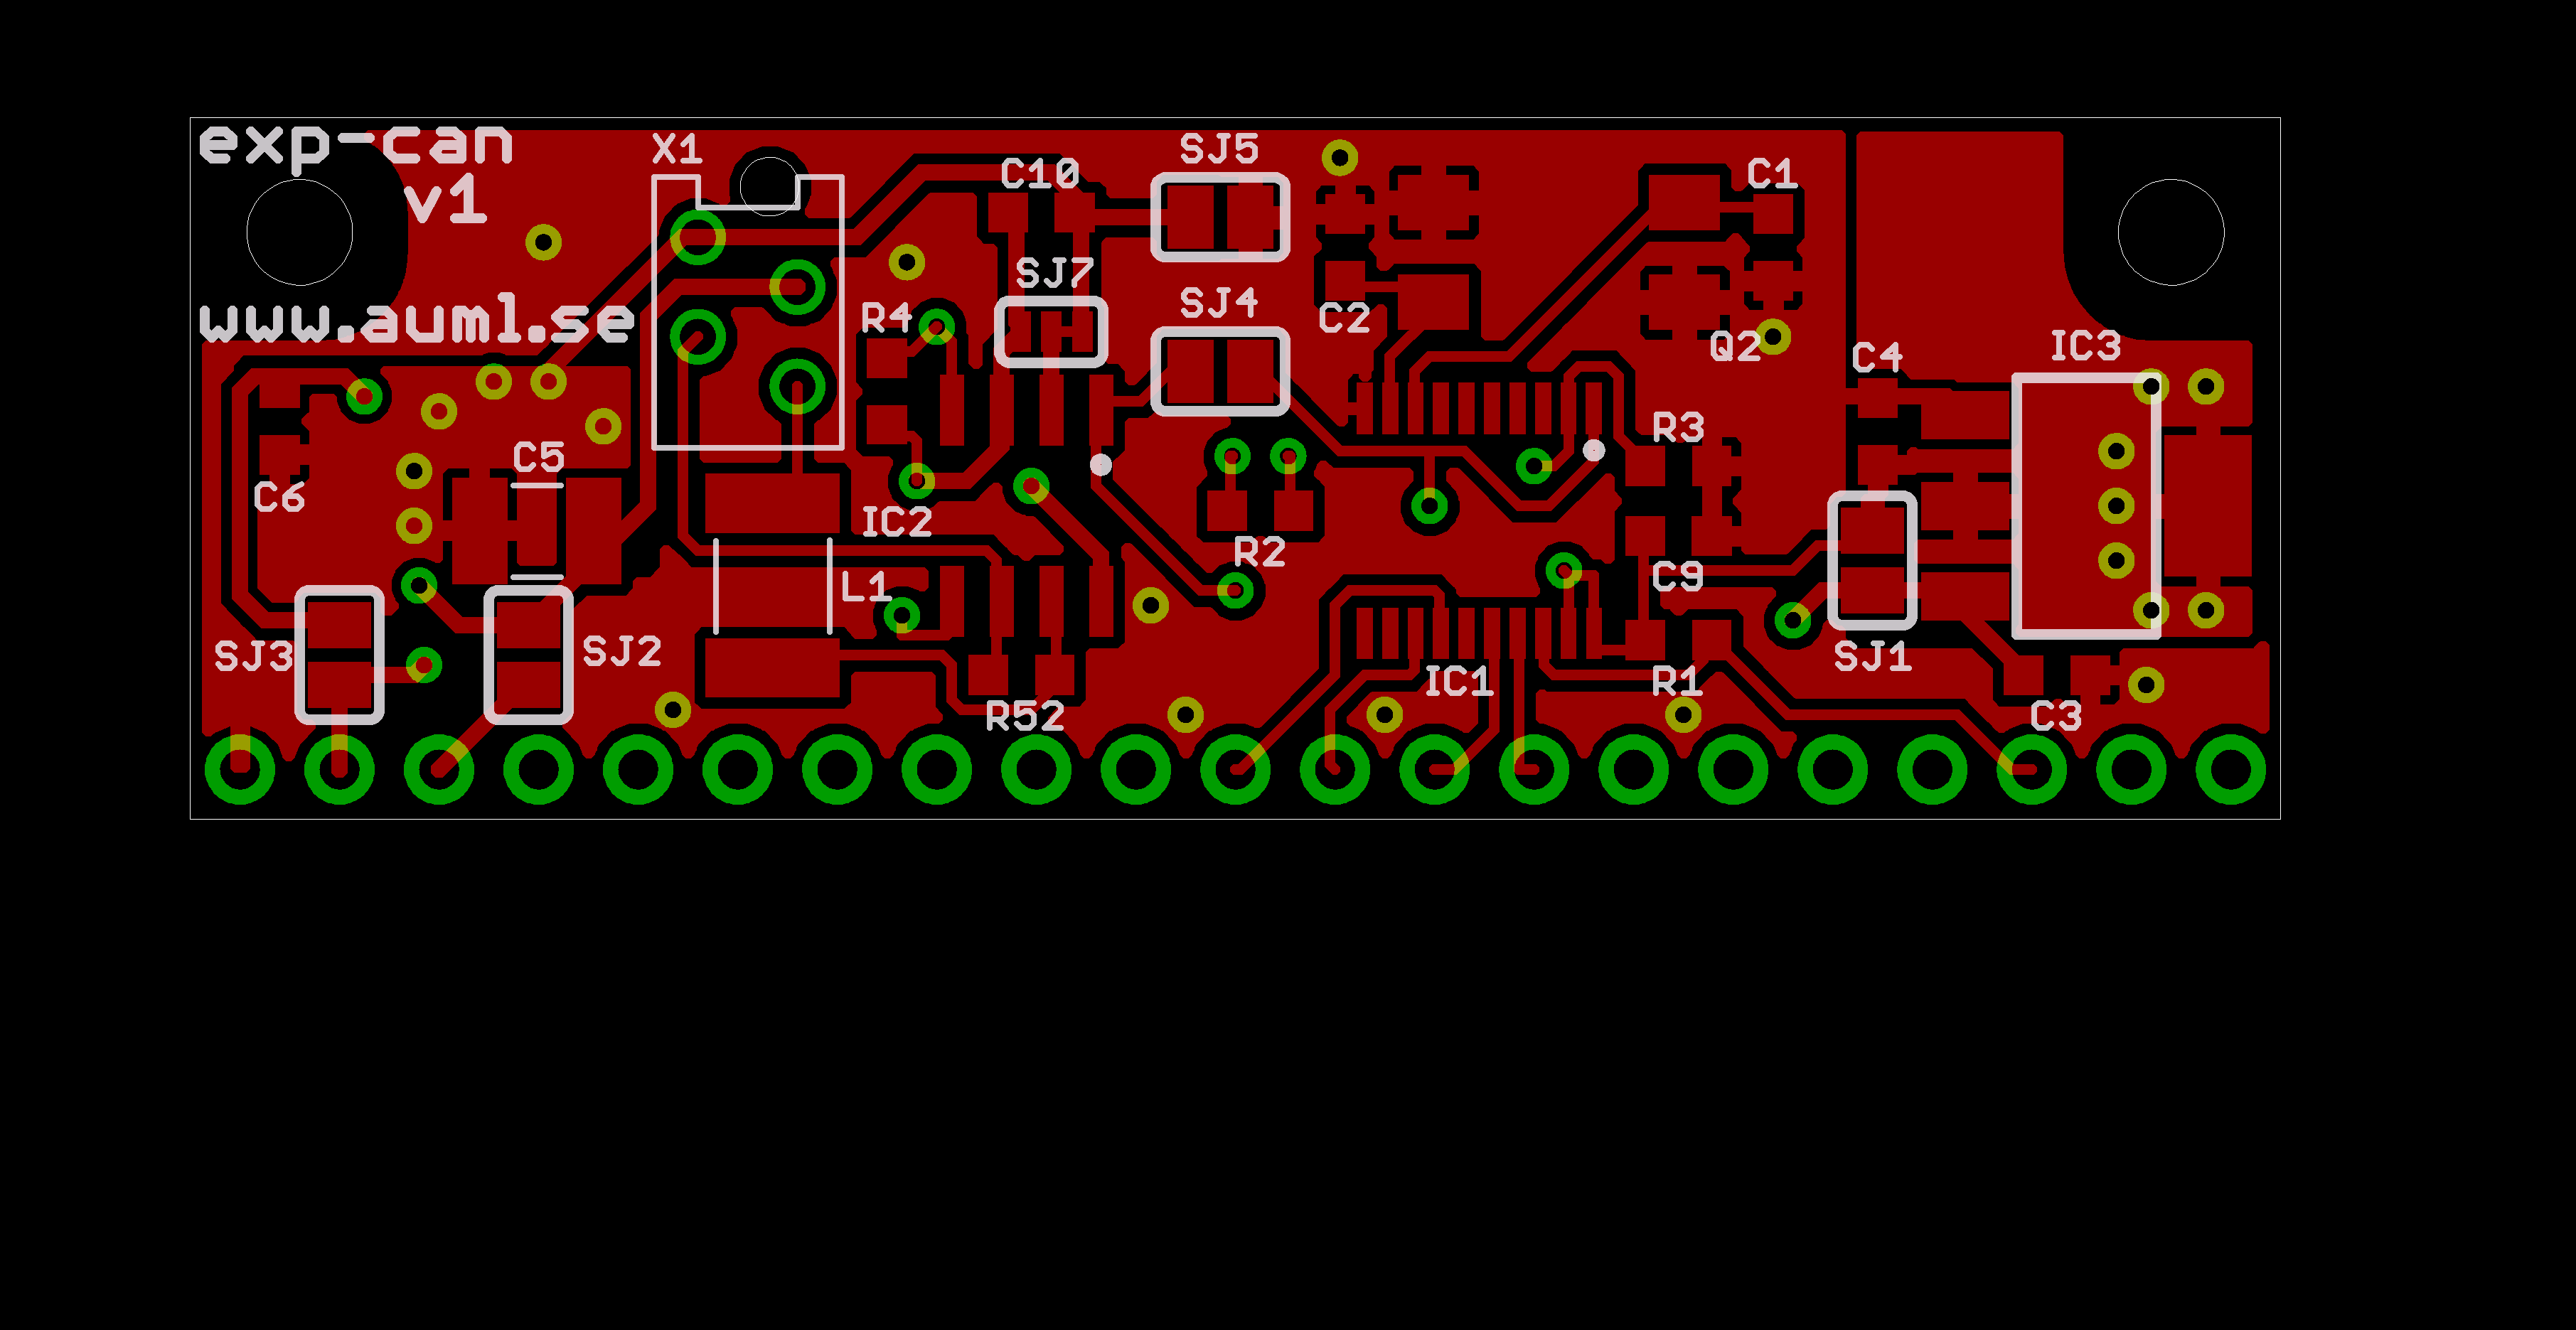 exp-can
v1
X1
C10
SJ5
C1
www.auml.se
R4
SJ7
SJ4
C2
Q2
C4
IC3
C6
C5
IC2
R2
R3
L1
C9
SJ3
SJ2
R52
IC1
R1
SJ1
C3